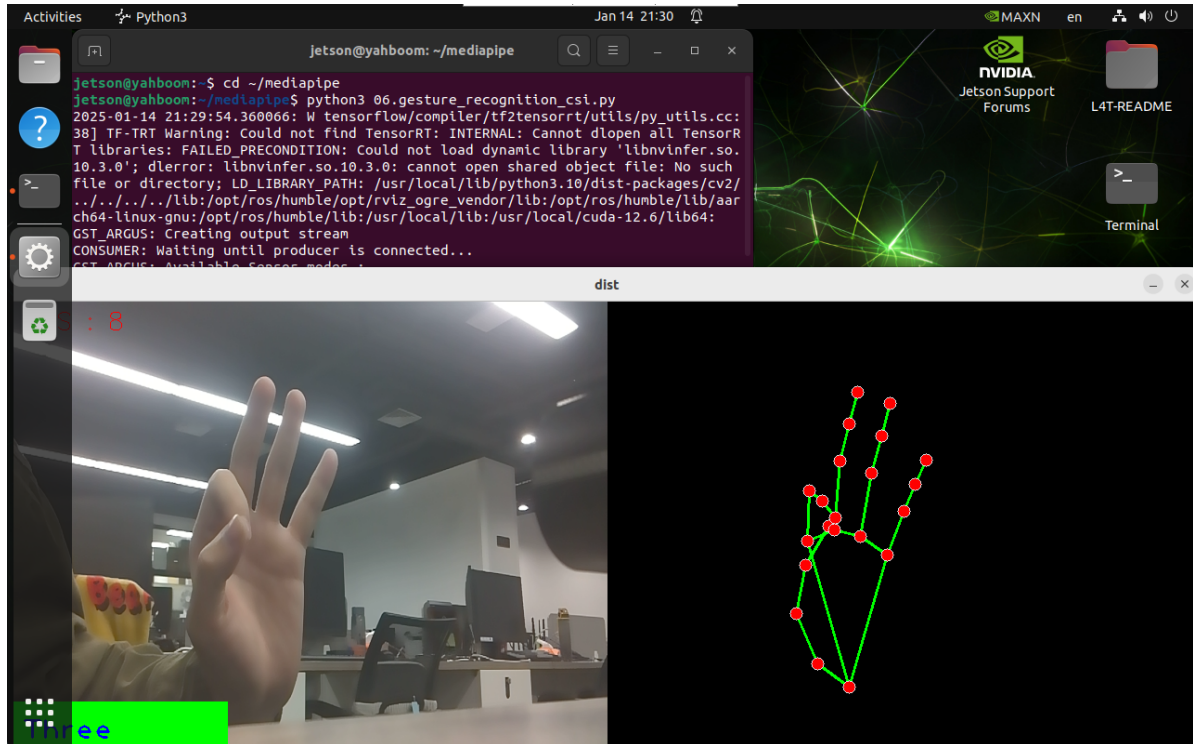 Activities Python3 Jan 14 21:30 MAXN en
jetson@yahboom: ~/mediapipe
jetson@yahboom:~$ cd ~/mediapipe
jetson@yahboom:~/mediapipe$ python3 06.gesture_recognition_csi.py
2025-01-14 21:29:54.360066: W tensorflow/compiler/tf2tensorrt/utils/py_utils.cc:
38] TF-TRT Warning: Could not find TensorRT: INTERNAL: Cannot dlopen all TensorR
T libraries: FAILED_PRECONDITION: Could not load dynamic library 'libnvinfer.so.
10.3.0'; dlerror: libnvinfer.so.10.3.0: cannot open shared object file: No such
file or directory; LD_LIBRARY_PATH: /usr/local/lib/python3.10/dist-packages/cv2/
../../../../lib:/opt/ros/humble/opt/rviz_ogre_vendor/lib:/opt/ros/humble/lib/aar
ch64-linux-gnu:/opt/ros/humble/lib:/usr/local/lib:/usr/local/cuda-12.6/lib64:
GST_ARGUS: Creating output stream
CONSUMER: Waiting until producer is connected...
GST_ARGUS: Available Sensor modes :
NVIDIA.
Jetson Support
Forums
L4T-README
>_
Terminal
dist
S : 8
Three